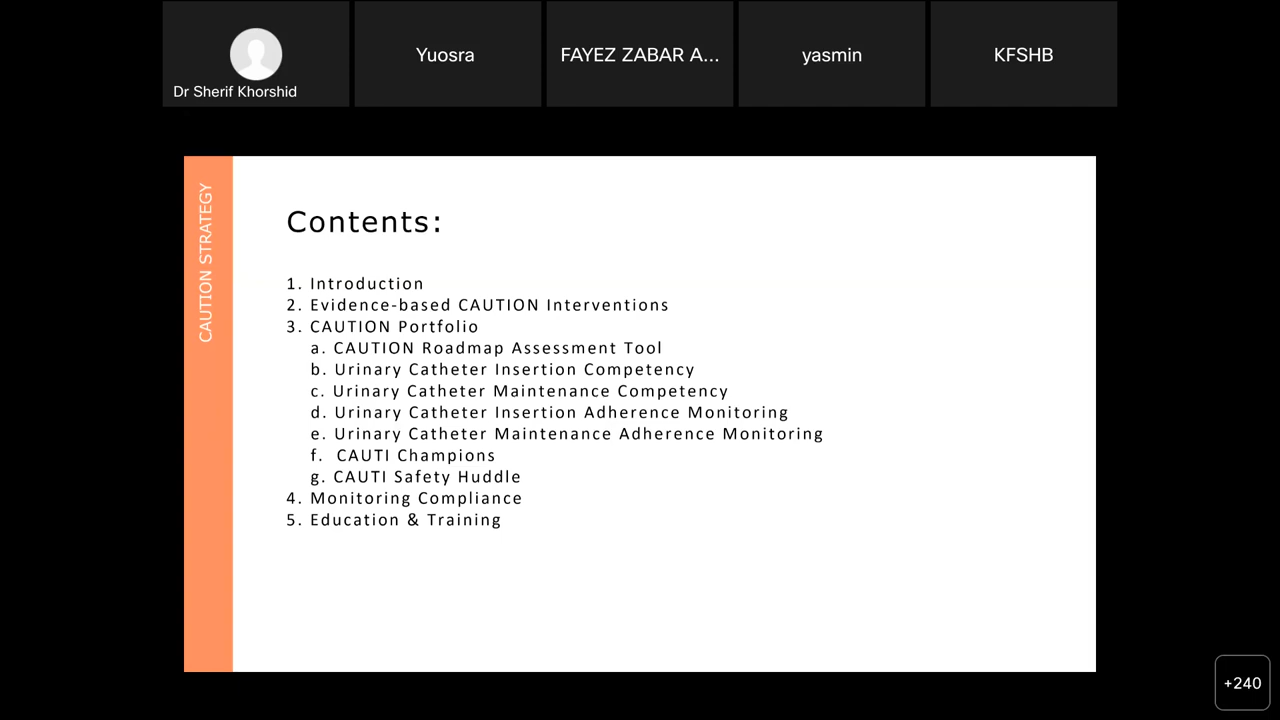 Yuosra
FAYEZ ZABAR A...
yasmin
KFSHB
Dr Sherif Khorshid
CAUTION STRATEGY
Contents:
1. Introduction
2. Evidence-based CAUTION Interventions
3. CAUTION Portfolio
a. CAUTION Roadmap Assessment Tool
b. Urinary Catheter Insertion Competency
c. Urinary Catheter Maintenance Competency
d. Urinary Catheter Insertion Adherence Monitoring
e. Urinary Catheter Maintenance Adherence Monitoring
f. CAUTI Champions
g. CAUTI Safety Huddle
4. Monitoring Compliance
5. Education & Training
+240